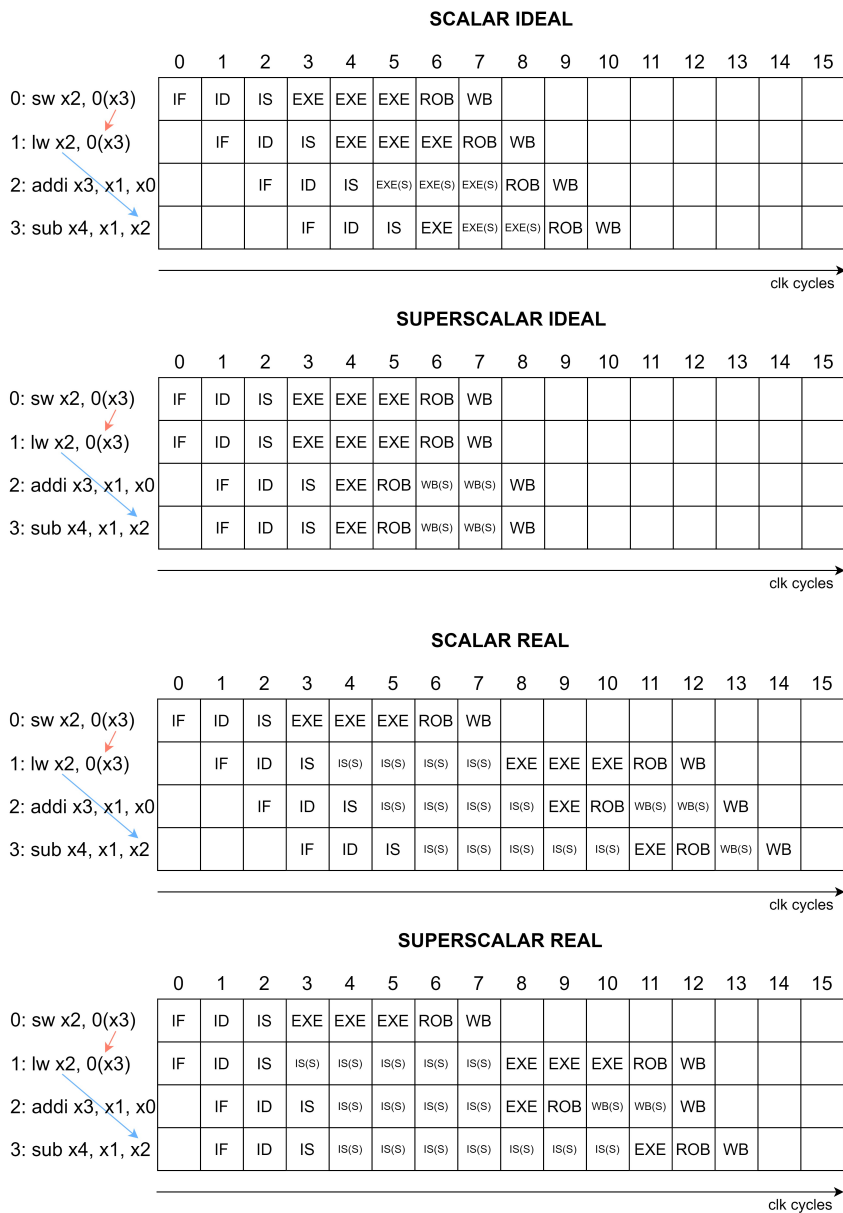 SCALAR IDEAL
0 1 2 3 4 5 6 7 8 9 10 11 12 13 14 15
0: sw x2, 0(x3) IF ID IS EXE EXE EXE ROB WB
1: lw x2, 0(x3) IF ID IS EXE EXE EXE ROB WB
2: addi x3, x1, x0 IF ID IS EXE(S) EXE(S) EXE(S) ROB WB
3: sub x4, x1, x2 IF ID IS EXE EXE(S) EXE(S) ROB WB
clk cycles
SUPERSCALAR IDEAL
0 1 2 3 4 5 6 7 8 9 10 11 12 13 14 15
0: sw x2, 0(x3) IF ID IS EXE EXE EXE ROB WB
1: lw x2, 0(x3) IF ID IS EXE EXE EXE ROB WB
2: addi x3, x1, x0 IF ID IS EXE ROB WB(S) WB(S) WB
3: sub x4, x1, x2 IF ID IS EXE ROB WB(S) WB(S) WB
clk cycles
SCALAR REAL
0 1 2 3 4 5 6 7 8 9 10 11 12 13 14 15
0: sw x2, 0(x3) IF ID IS EXE EXE EXE ROB WB
1: lw x2, 0(x3) IF ID IS IS(S) IS(S) IS(S) IS(S) EXE EXE EXE ROB WB
2: addi x3, x1, x0 IF ID IS IS(S) IS(S) IS(S) IS(S) EXE ROB WB(S) WB(S) WB
3: sub x4, x1, x2 IF ID IS IS(S) IS(S) IS(S) IS(S) IS(S) EXE ROB WB(S) WB
clk cycles
SUPERSCALAR REAL
0 1 2 3 4 5 6 7 8 9 10 11 12 13 14 15
0: sw x2, 0(x3) IF ID IS EXE EXE EXE ROB WB
1: lw x2, 0(x3) IF ID IS IS(S) IS(S) IS(S) IS(S) IS(S) EXE EXE EXE ROB WB
2: addi x3, x1, x0 IF ID IS IS(S) IS(S) IS(S) IS(S) EXE ROB WB(S) WB(S) WB
3: sub x4, x1, x2 IF ID IS IS(S) IS(S) IS(S) IS(S) IS(S) IS(S) IS(S) EXE ROB WB
clk cycles